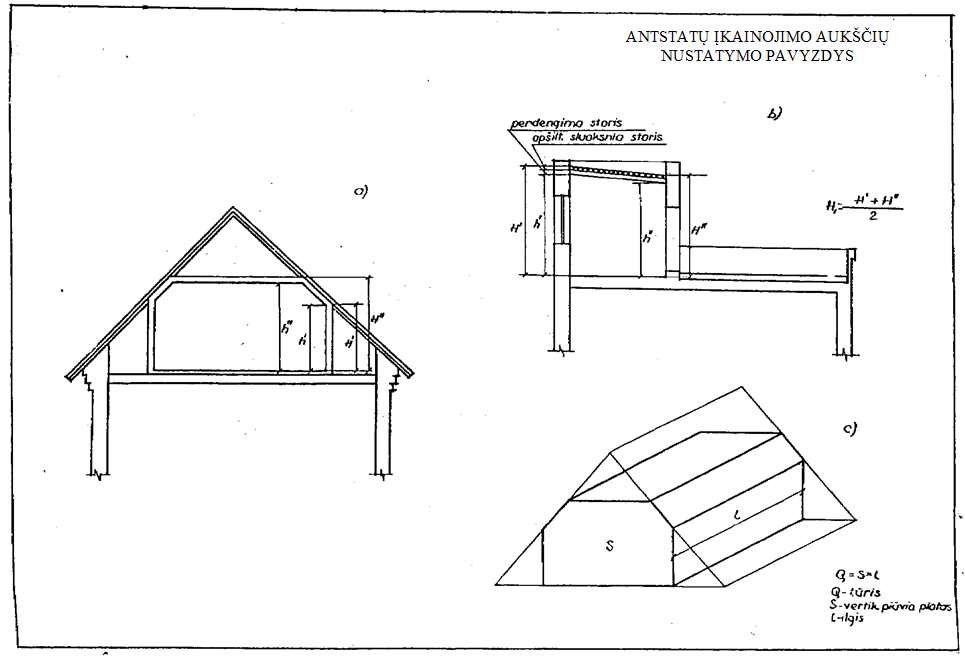 ANTSTATŲ ĮKAINOJIMO AUKŠČIŲ
NUSTATYMO PAVYZDYS
b)
perdengimo storis
apšilt. sluoksnio storis
a)
H'
h'
h"
H"
H₁ = H' + H" / 2
h"
h'
H'
H"
c)
S
L
Q = S×L
Q-tūris
S-vertik. pjūvio plotas
L-ilgis